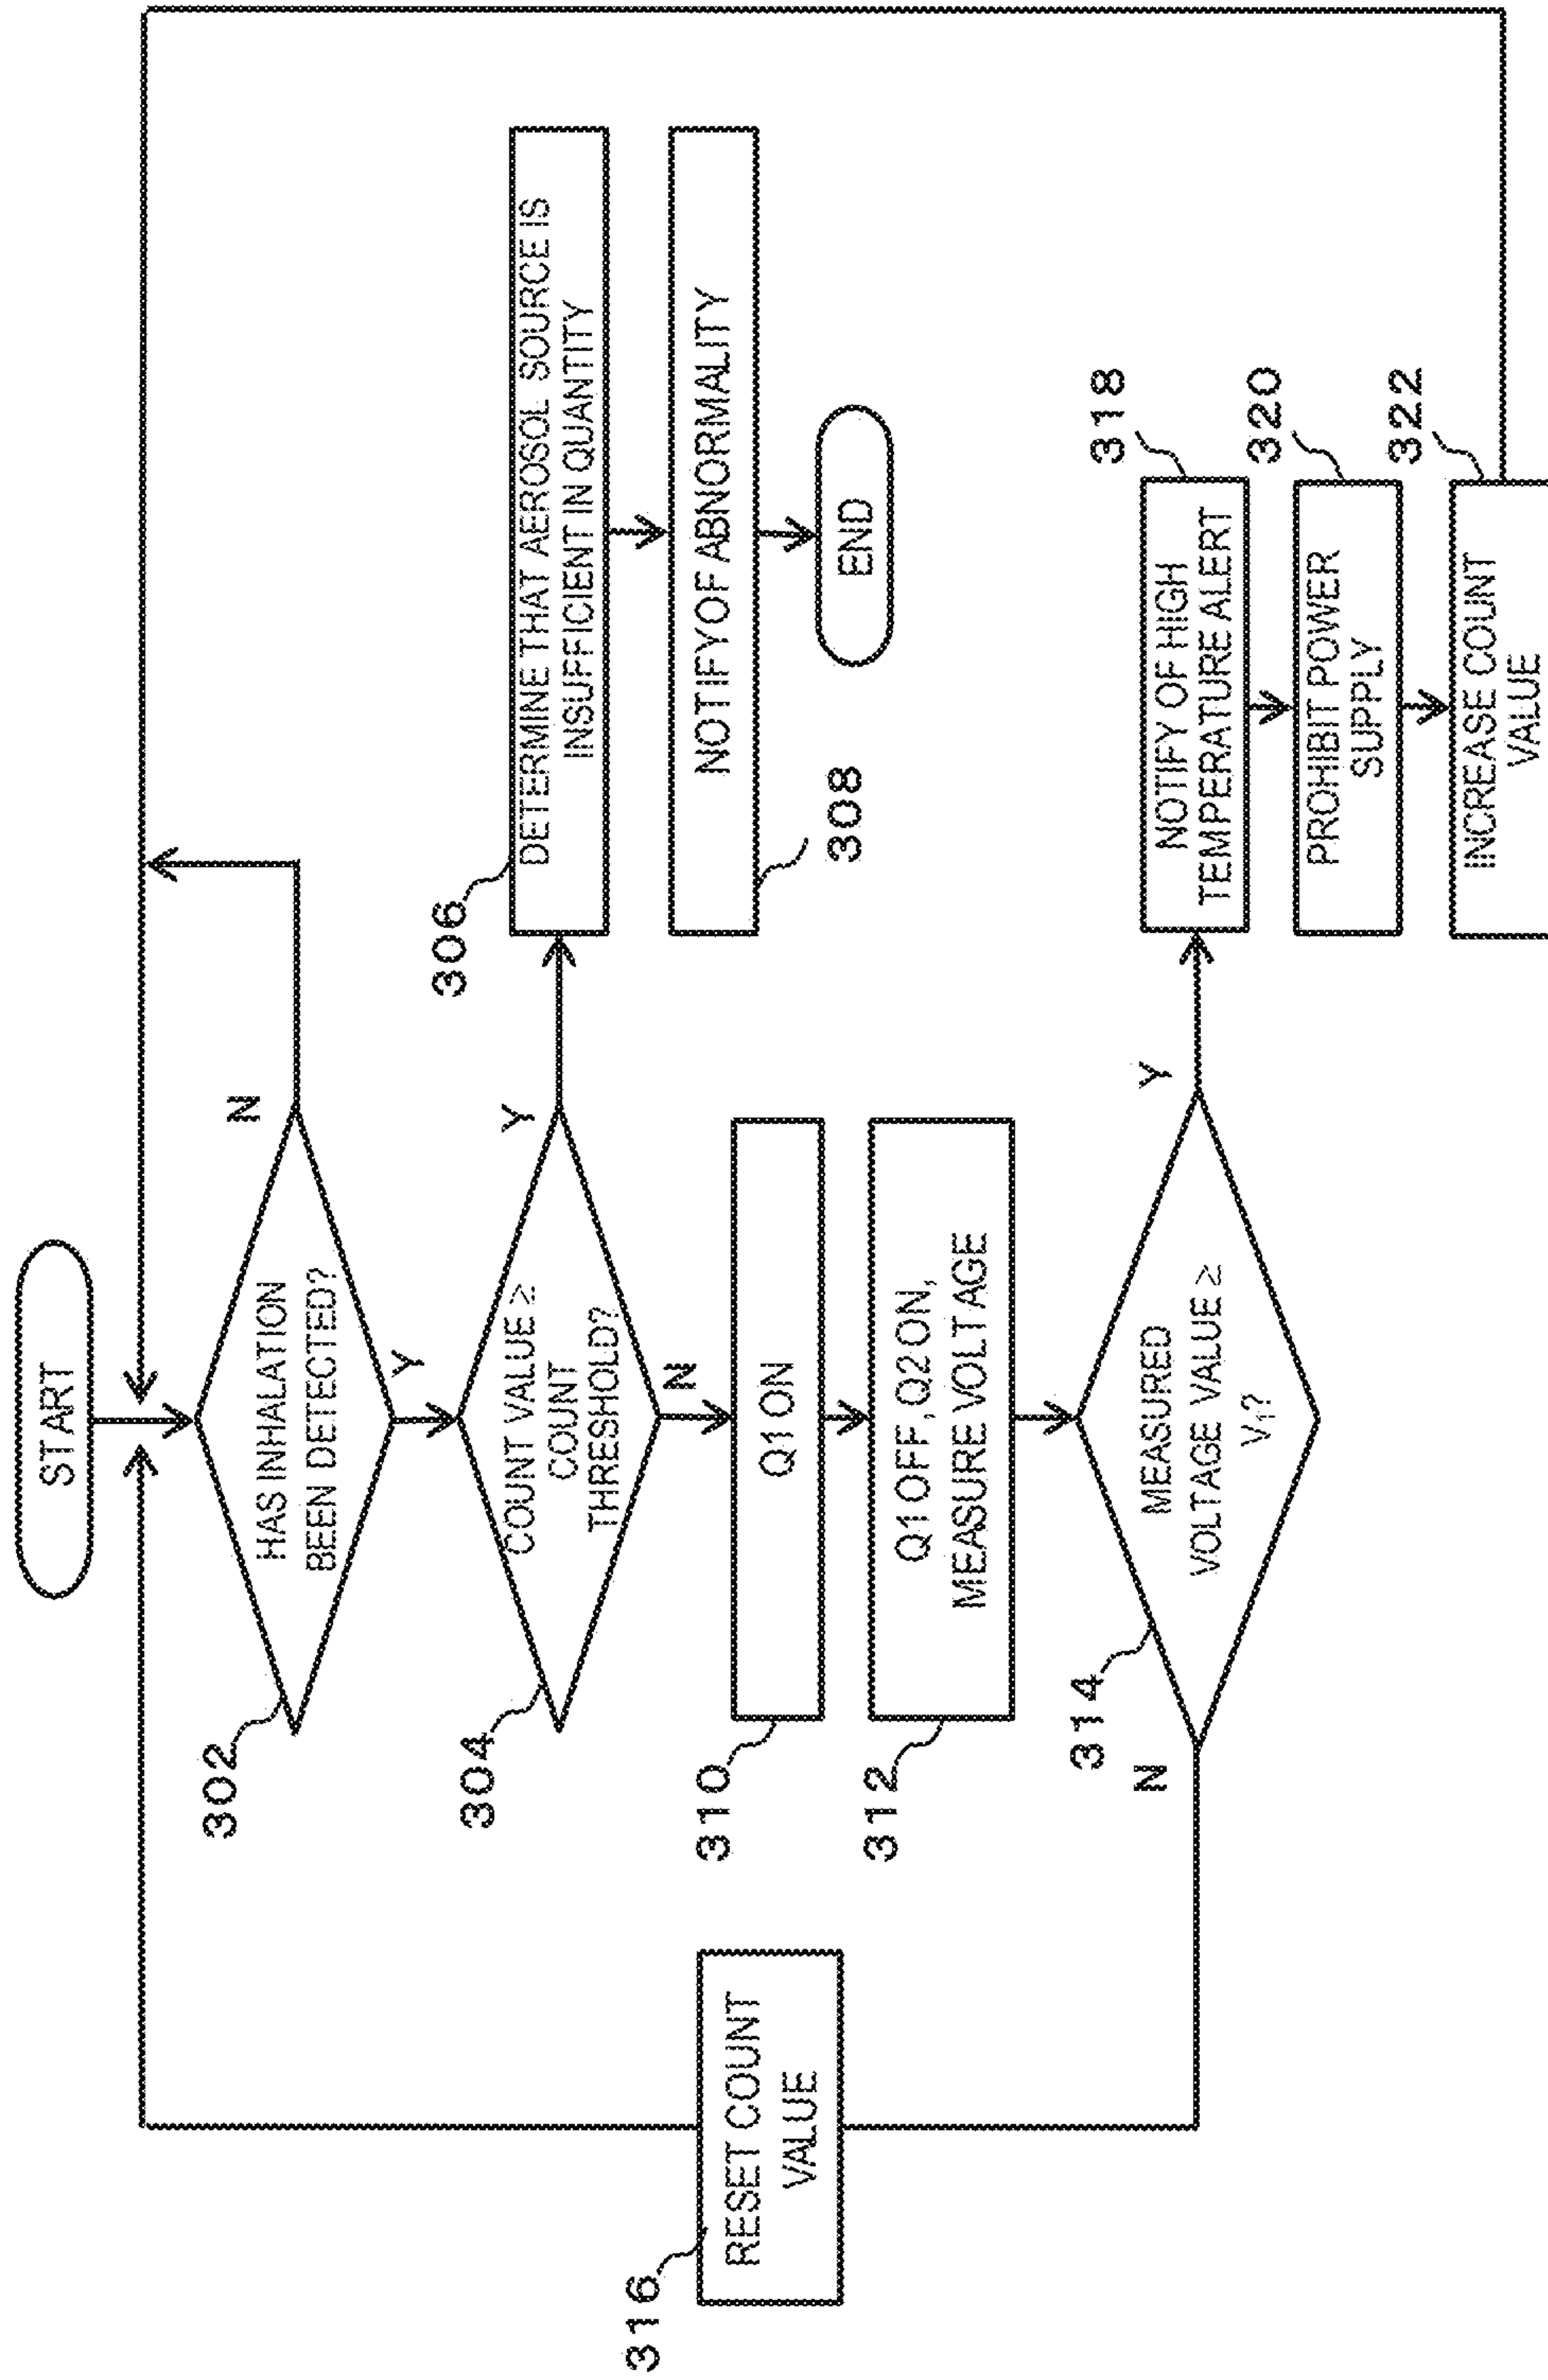 START
HAS INHALATION
BEEN DETECTED?
302
N
Y
COUNT VALUE ≥
COUNT
THRESHOLD?
304
Y
N
306
DETERMINE THAT AEROSOL SOURCE IS
INSUFFICIENT IN QUANTITY
NOTIFY OF ABNORMALITY
308
END
Q1 ON
310
Q1 OFF, Q2 ON,
MEASURE VOLTAGE
312
MEASURED
VOLTAGE VALUE ≥
V₁?
314
N
Y
RESET COUNT
VALUE
316
NOTIFY OF HIGH
TEMPERATURE ALERT
318
PROHIBIT POWER
SUPPLY
320
INCREASE COUNT
VALUE
322